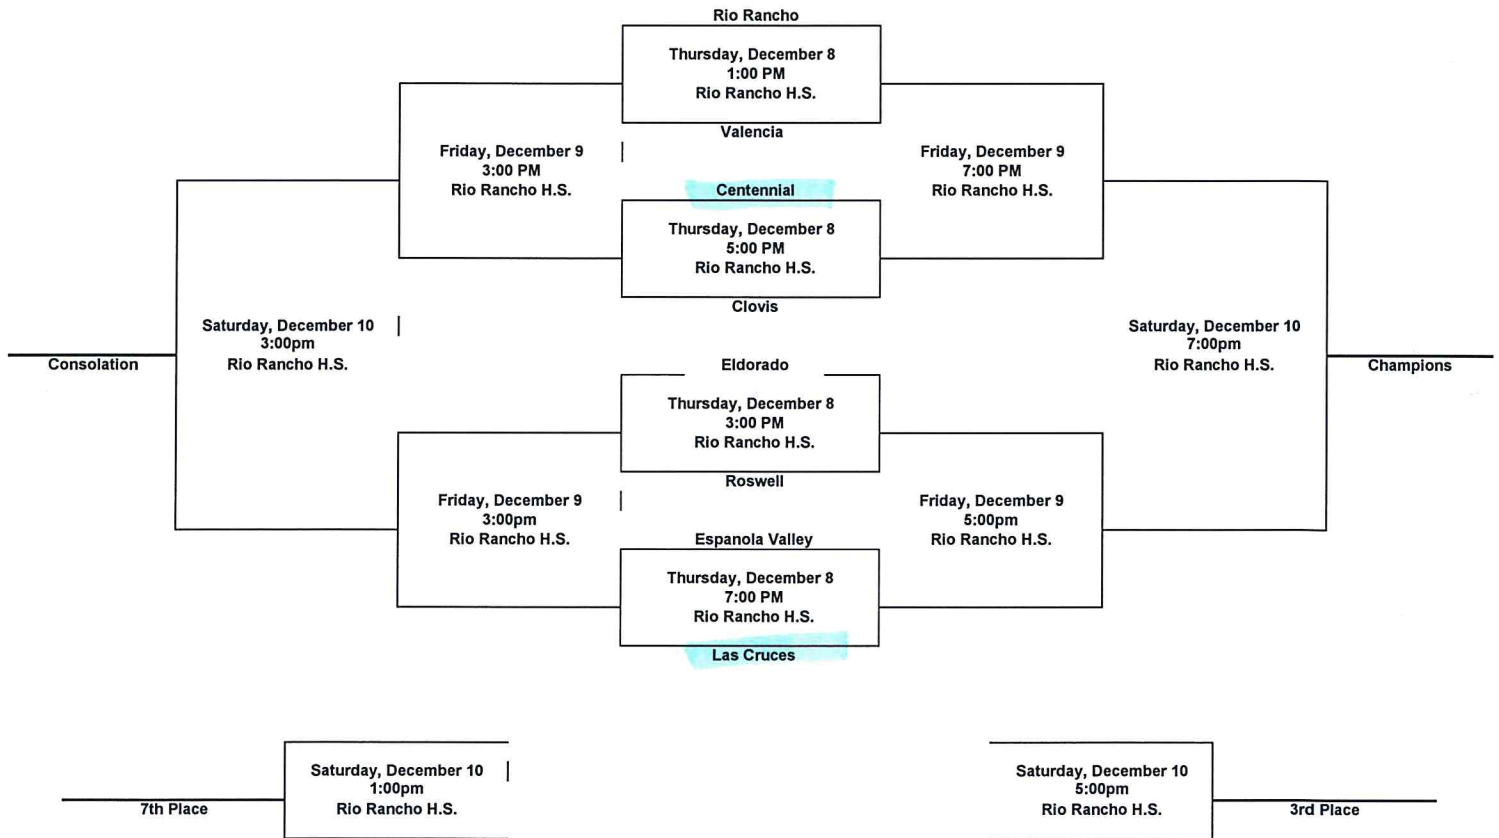 Rio Rancho
Thursday, December 8
1:00 PM
Rio Rancho H.S.
Valencia
Friday, December 9
3:00 PM
Rio Rancho H.S.
Friday, December 9
7:00 PM
Rio Rancho H.S.
Centennial
Thursday, December 8
5:00 PM
Rio Rancho H.S.
Clovis
Saturday, December 10
3:00pm
Rio Rancho H.S.
Consolation
Saturday, December 10
7:00pm
Rio Rancho H.S.
Champions
Eldorado
Thursday, December 8
3:00 PM
Rio Rancho H.S.
Roswell
Friday, December 9
3:00pm
Rio Rancho H.S.
Friday, December 9
5:00pm
Rio Rancho H.S.
Espanola Valley
Thursday, December 8
7:00 PM
Rio Rancho H.S.
Las Cruces
Saturday, December 10
1:00pm
Rio Rancho H.S.
7th Place
Saturday, December 10
5:00pm
Rio Rancho H.S.
3rd Place